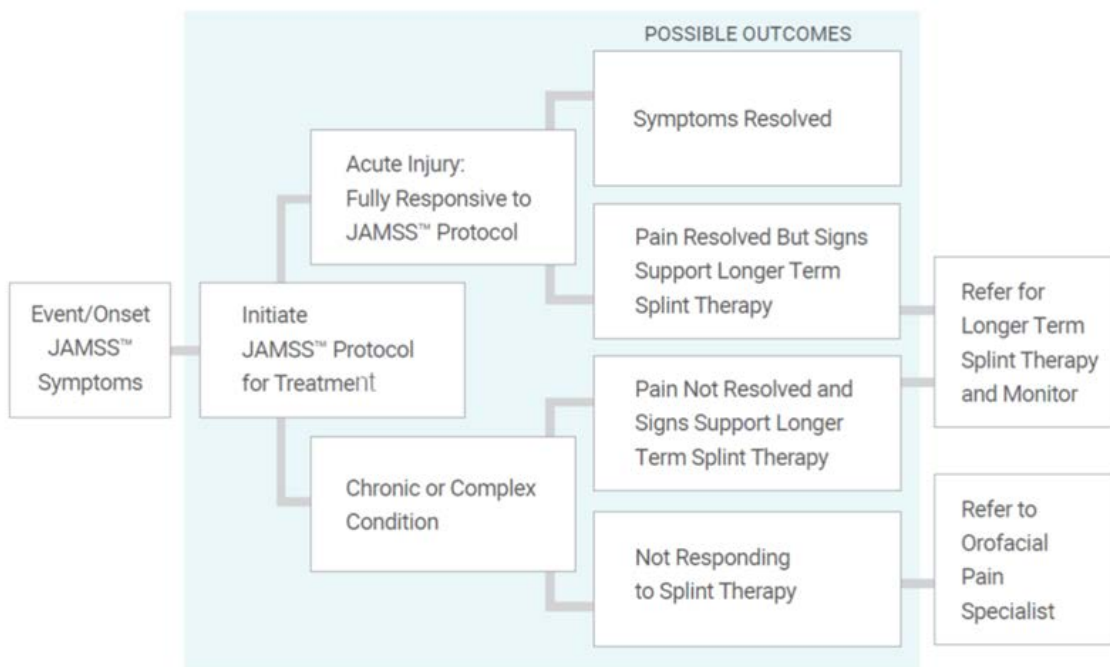 POSSIBLE OUTCOMES
Event/Onset
JAMSS™
Symptoms
Initiate
JAMSS™ Protocol
for Treatment
Acute Injury:
Fully Responsive to
JAMSS™ Protocol
Chronic or Complex
Condition
Symptoms Resolved
Pain Resolved But Signs
Support Longer Term
Splint Therapy
Pain Not Resolved and
Signs Support Longer
Term Splint Therapy
Not Responding
to Splint Therapy
Refer for
Longer Term
Splint Therapy
and Monitor
Refer to
Orofacial
Pain
Specialist